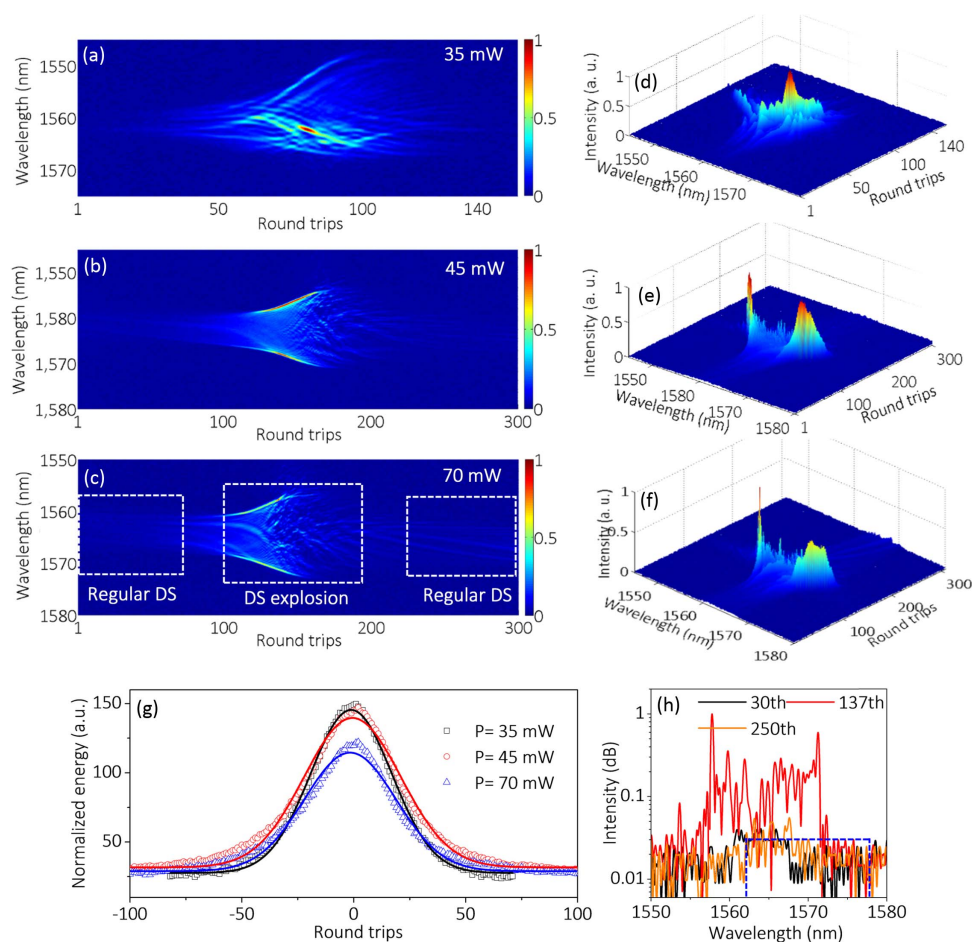 (a)
35 mW
Wavelength (nm)
1550
1560
1570
1
50
100
140
Round trips
1
0.5
0
(d)
Intensity (a. u.)
1
0.5
0
1550
1560
1570
Wavelength (nm)
1
50
100
140
Round trips
(b)
45 mW
Wavelength (nm)
1,550
1,580
1,570
1,580
1
100
200
300
Round trips
1
0.5
0
(e)
Intensity (a. u.)
1
0.5
0
1550
1580
1570
1580
Wavelength (nm)
1
100
200
300
Round trips
(c)
70 mW
Wavelength (nm)
1550
1560
1570
1580
Regular DS
DS explosion
Regular DS
1
100
200
300
Round trips
1
0.5
0
(f)
Intensity (a. u.)
1
0.5
0
1550
1560
1570
1580
Wavelength (nm)
100
200
300
Round trips
(g)
Normalized energy (a.u.)
150
100
50
P= 35 mW
P= 45 mW
P= 70 mW
-100
-50
0
50
100
Round trips
(h)
30th
137th
250th
Intensity (dB)
1
0.1
0.01
1550
1560
1570
1580
Wavelength (nm)